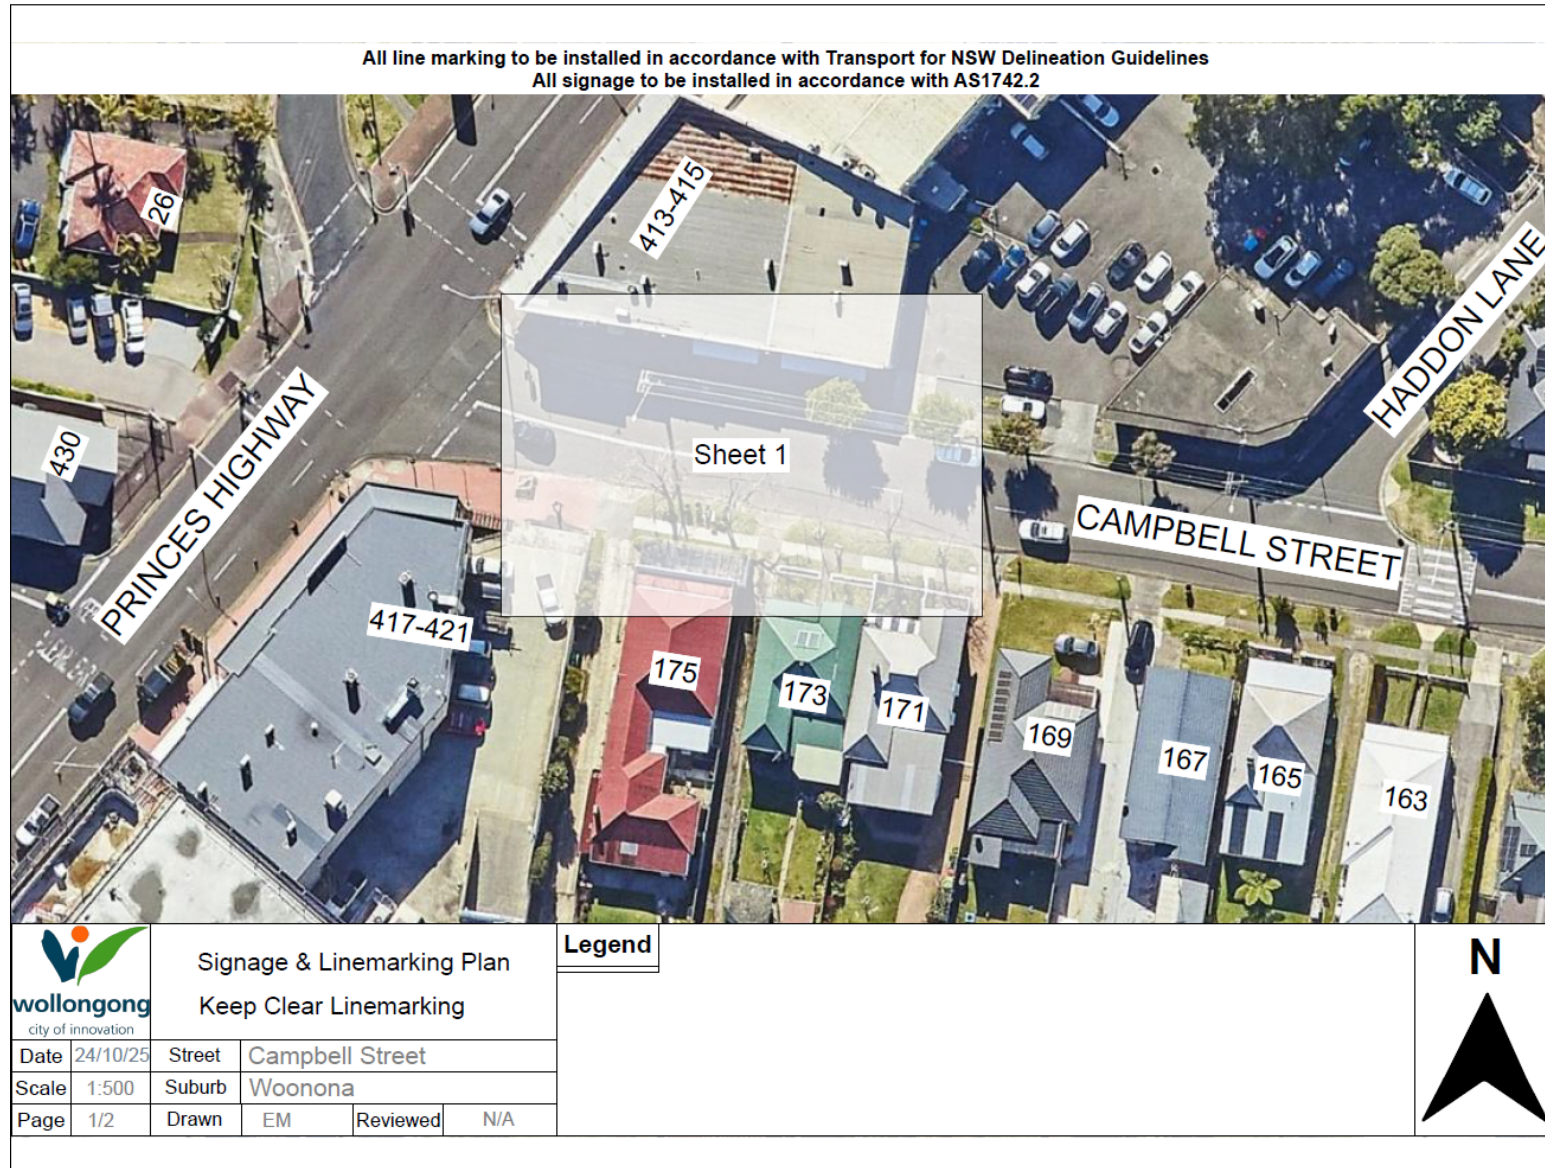 All line marking to be installed in accordance with Transport for NSW Delineation Guidelines
All signage to be installed in accordance with AS1742.2
26
413-415
HADDON LANE
430
PRINCES HIGHWAY
Sheet 1
CAMPBELL STREET
417-421
175
173
171
169
167
165
163
wollongong
city of innovation
Signage & Linemarking Plan
Keep Clear Linemarking
Legend
N
Date 24/10/25 Street Campbell Street
Scale 1:500 Suburb Woonona
Page 1/2 Drawn EM Reviewed N/A